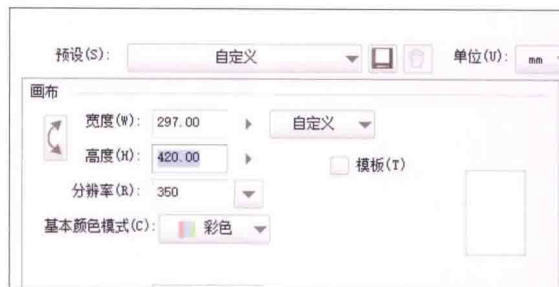 预设(S): 自定义 单位(U): mm
画布
宽度(W): 297.00 自定义
高度(H): 420.00 模板(T)
分辨率(R): 350
基本颜色模式(C): 彩色